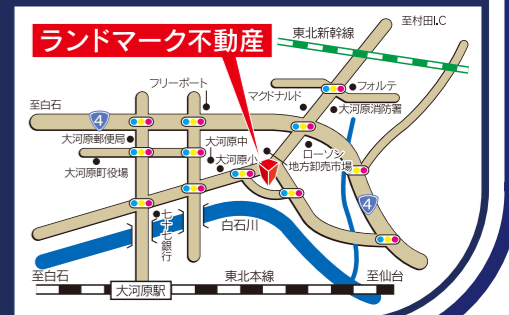 至村田I.C
東北新幹線
ランドマーク不動産
フリーポート
マクドナルド
フォルテ
大河原消防署
至白石
4
大河原郵便局
大河原中
大河原小
ローソン
地方卸売市場
大河原町役場
4
七十七銀行
白石川
至白石
東北本線
至仙台
大河原駅